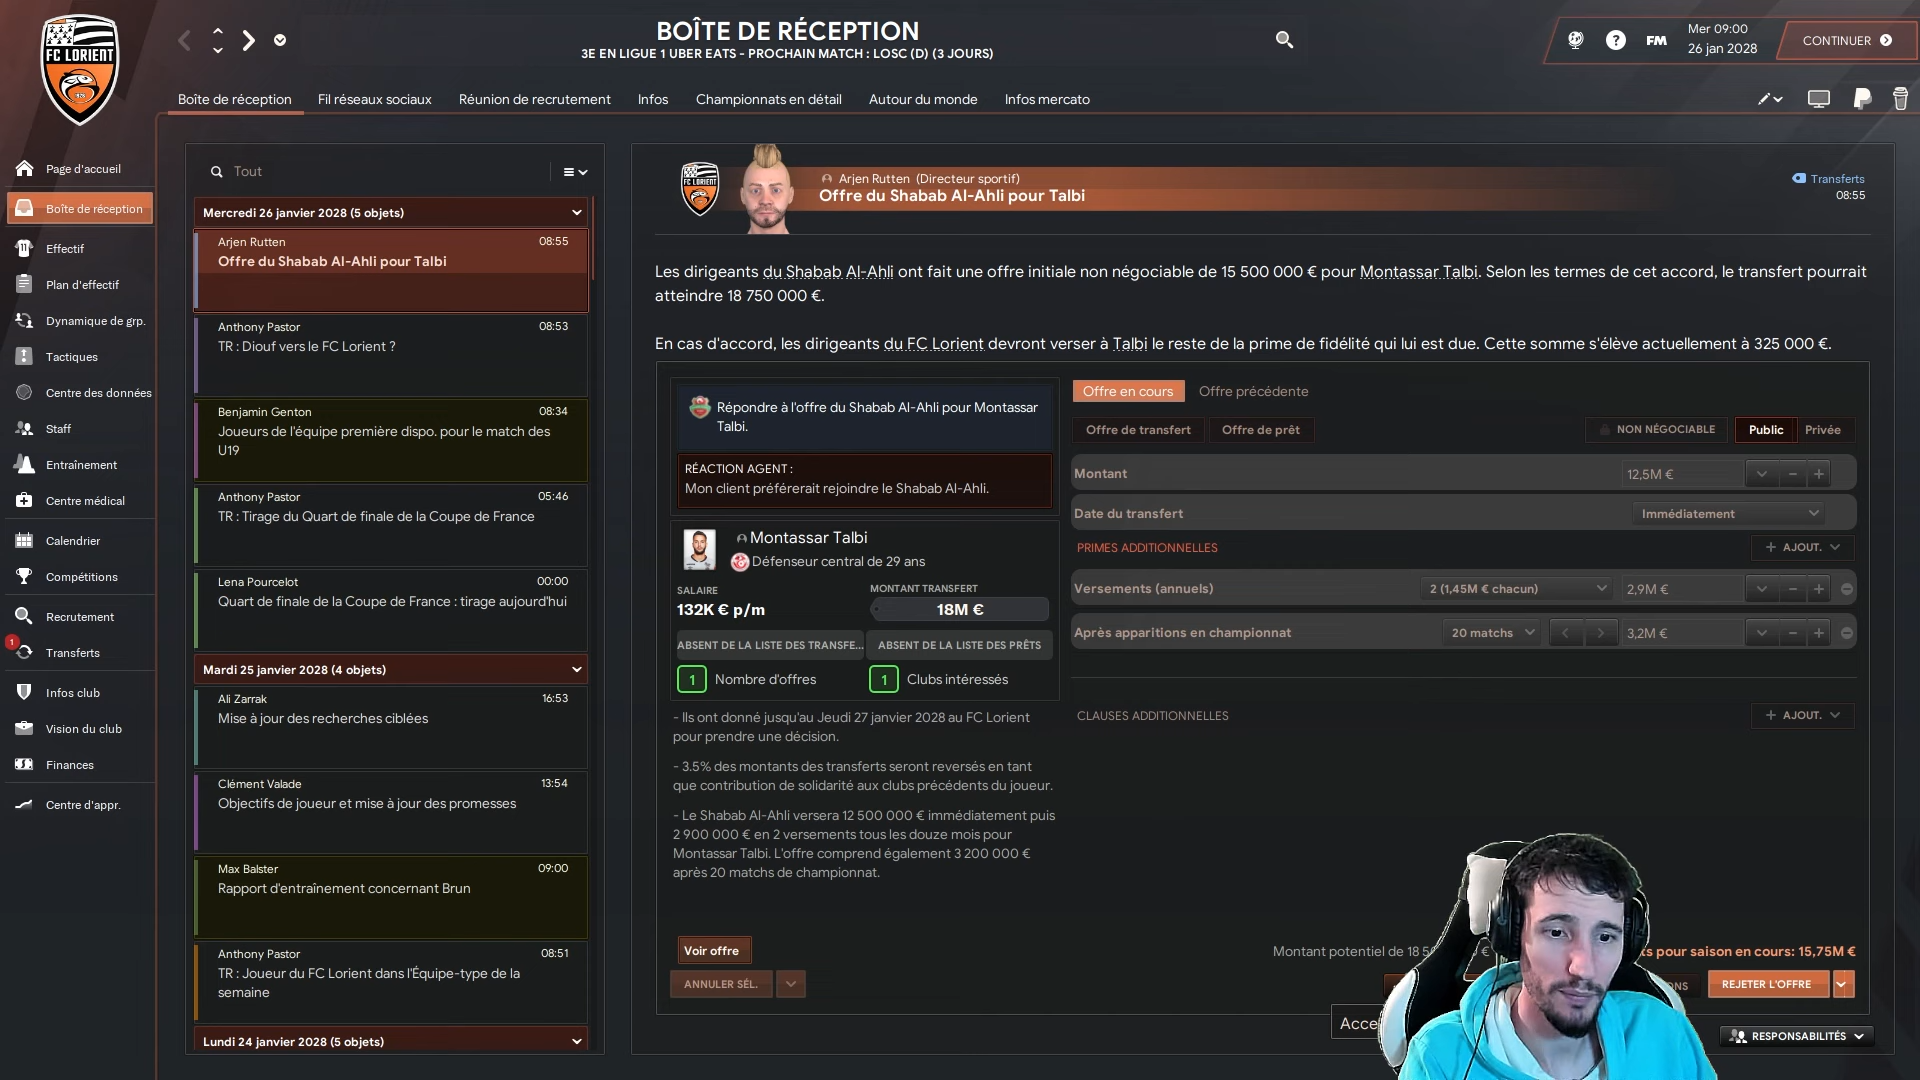 FC LORIENT
BOÎTE DE RÉCEPTION
3E EN LIGUE 1 UBER EATS - PROCHAIN MATCH : LOSC (D) (3 JOURS)
FM
Mer 09:00
26 jan 2028
CONTINUER
Boîte de réception
Fil réseaux sociaux
Réunion de recrutement
Infos
Championnats en détail
Autour du monde
Infos mercato
Page d'accueil
Boîte de réception
Effectif
Plan d'effectif
Dynamique de grp.
Tactiques
Centre des données
Staff
Entraînement
Centre médical
Calendrier
Compétitions
Recrutement
1
Transferts
Infos club
Vision du club
Finances
Centre d'appr.
Tout
Mercredi 26 janvier 2028 (5 objets)
Arjen Rutten 08:55
Offre du Shabab Al-Ahli pour Talbi
Anthony Pastor 08:53
TR : Diouf vers le FC Lorient ?
Benjamin Genton 08:34
Joueurs de l'équipe première dispo. pour le match des
U19
Anthony Pastor 05:46
TR : Tirage du Quart de finale de la Coupe de France
Lena Pourcelot 00:00
Quart de finale de la Coupe de France : tirage aujourd'hui
Mardi 25 janvier 2028 (4 objets)
Ali Zarrak 16:53
Mise à jour des recherches ciblées
Clément Valade 13:54
Objectifs de joueur et mise à jour des promesses
Max Balster 09:00
Rapport d'entraînement concernant Brun
Anthony Pastor 08:51
TR : Joueur du FC Lorient dans l'Équipe-type de la
semaine
Lundi 24 janvier 2028 (5 objets)
FC LORIENT
Arjen Rutten (Directeur sportif)
Offre du Shabab Al-Ahli pour Talbi
Transferts
08:55
Les dirigeants du Shabab Al-Ahli ont fait une offre initiale non négociable de 15 500 000 € pour Montassar Talbi. Selon les termes de cet accord, le transfert pourrait
atteindre 18 750 000 €.
En cas d'accord, les dirigeants du FC Lorient devront verser à Talbi le reste de la prime de fidélité qui lui est due. Cette somme s'élève actuellement à 325 000 €.
Répondre à l'offre du Shabab Al-Ahli pour Montassar
Talbi.
RÉACTION AGENT :
Mon client préférerait rejoindre le Shabab Al-Ahli.
Montassar Talbi
Défenseur central de 29 ans
SALAIRE
132K € p/m
MONTANT TRANSFERT
18M €
ABSENT DE LA LISTE DES TRANSFE...
ABSENT DE LA LISTE DES PRÊTS
1 Nombre d'offres
1 Clubs intéressés
- Ils ont donné jusqu'au Jeudi 27 janvier 2028 au FC Lorient
pour prendre une décision.
- 3.5% des montants des transferts seront reversés en tant
que contribution de solidarité aux clubs précédents du joueur.
- Le Shabab Al-Ahli versera 12 500 000 € immédiatement puis
2 900 000 € en 2 versements tous les douze mois pour
Montassar Talbi. L'offre comprend également 3 200 000 €
après 20 matchs de championnat.
Voir offre
ANNULER SÉL.
Offre en cours
Offre précédente
Offre de transfert
Offre de prêt
NON NÉGOCIABLE
Public
Privée
Montant 12,5M €
Date du transfert Immédiatement
PRIMES ADDITIONNELLES
AJOUT.
Versements (annuels) 2 (1,45M € chacun) 2,9M €
Après apparitions en championnat 20 matchs 3,2M €
CLAUSES ADDITIONNELLES
AJOUT.
Montant potentiel de 18
pour saison en cours: 15,75M €
REJETER L'OFFRE
RESPONSABILITÉS